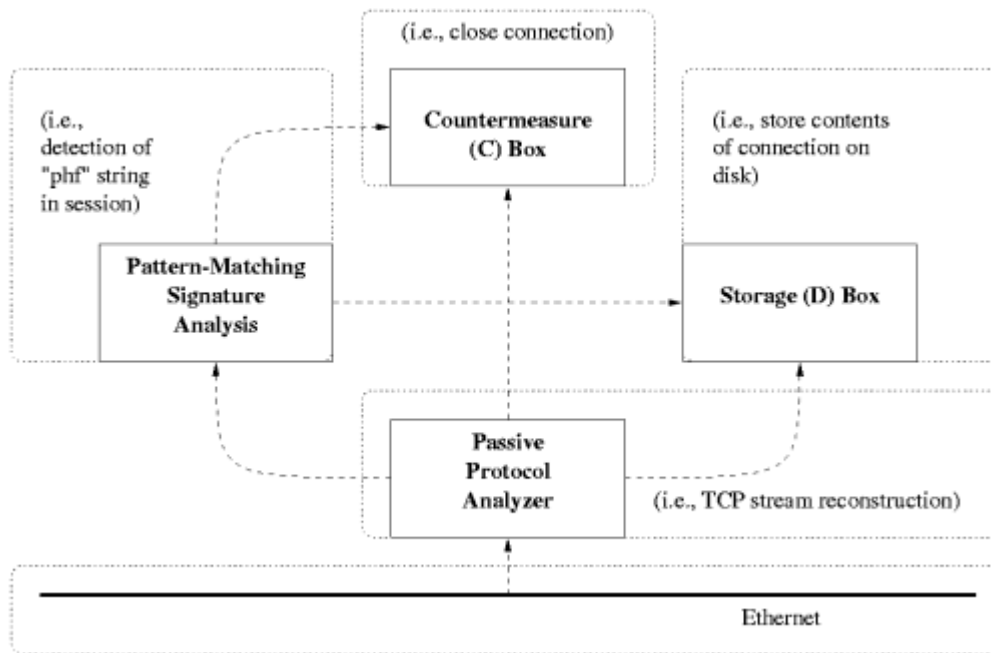 (i.e., close connection)
Countermeasure
(C) Box
(i.e.,
detection of
"phf" string
in session)
(i.e., store contents
of connection on
disk)
Pattern-Matching
Signature
Analysis
Storage (D) Box
Passive
Protocol
Analyzer
(i.e., TCP stream reconstruction)
Ethernet